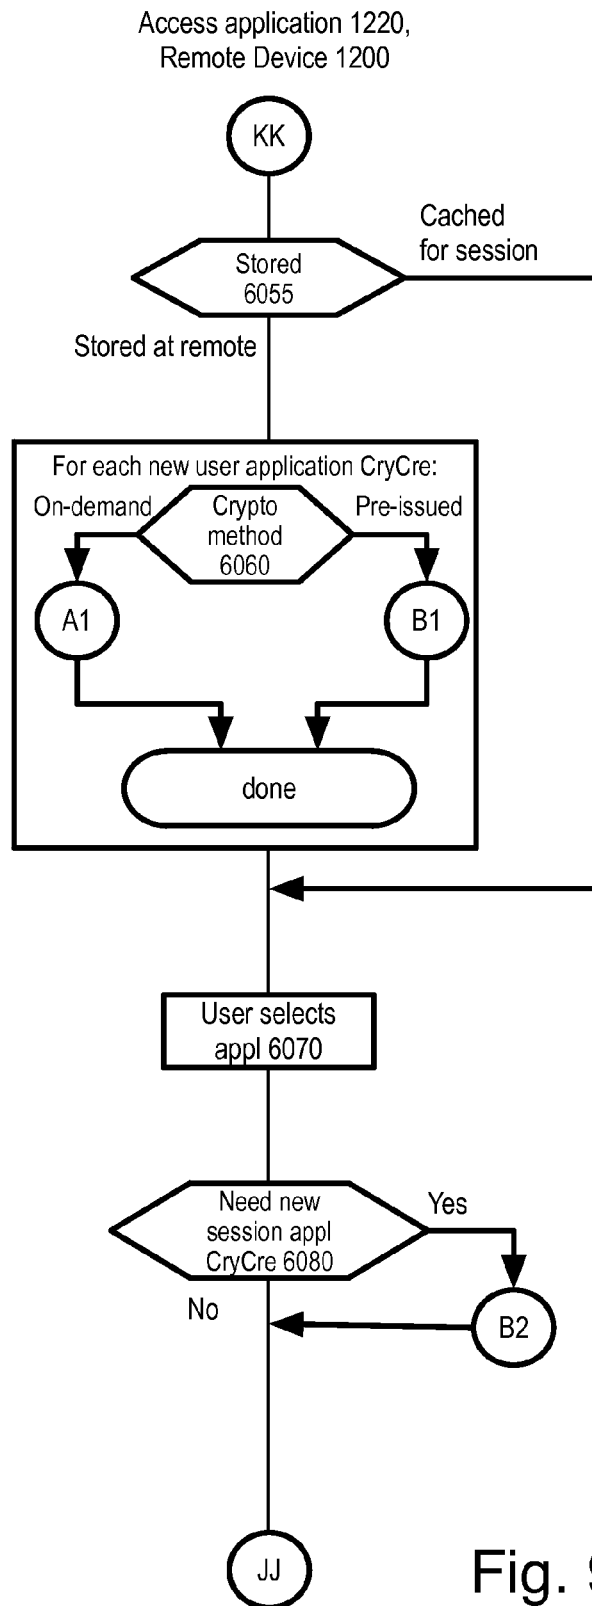 Access application 1220,
Remote Device 1200
KK
Cached
for session
Stored
6055
Stored at remote
For each new user application CryCre:
On-demand
Crypto
method
6060
Pre-issued
A1
B1
done
User selects
appl 6070
Need new
session appl
CryCre 6080
Yes
No
B2
JJ
Fig.